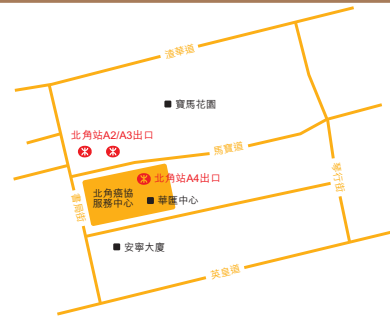 渣華道
寶馬花園
北角站A2/A3出口
馬寶道
北角站A4出口
琴行街
北角癌協
服務中心
華匯中心
書局街
安寧大廈
英皇道